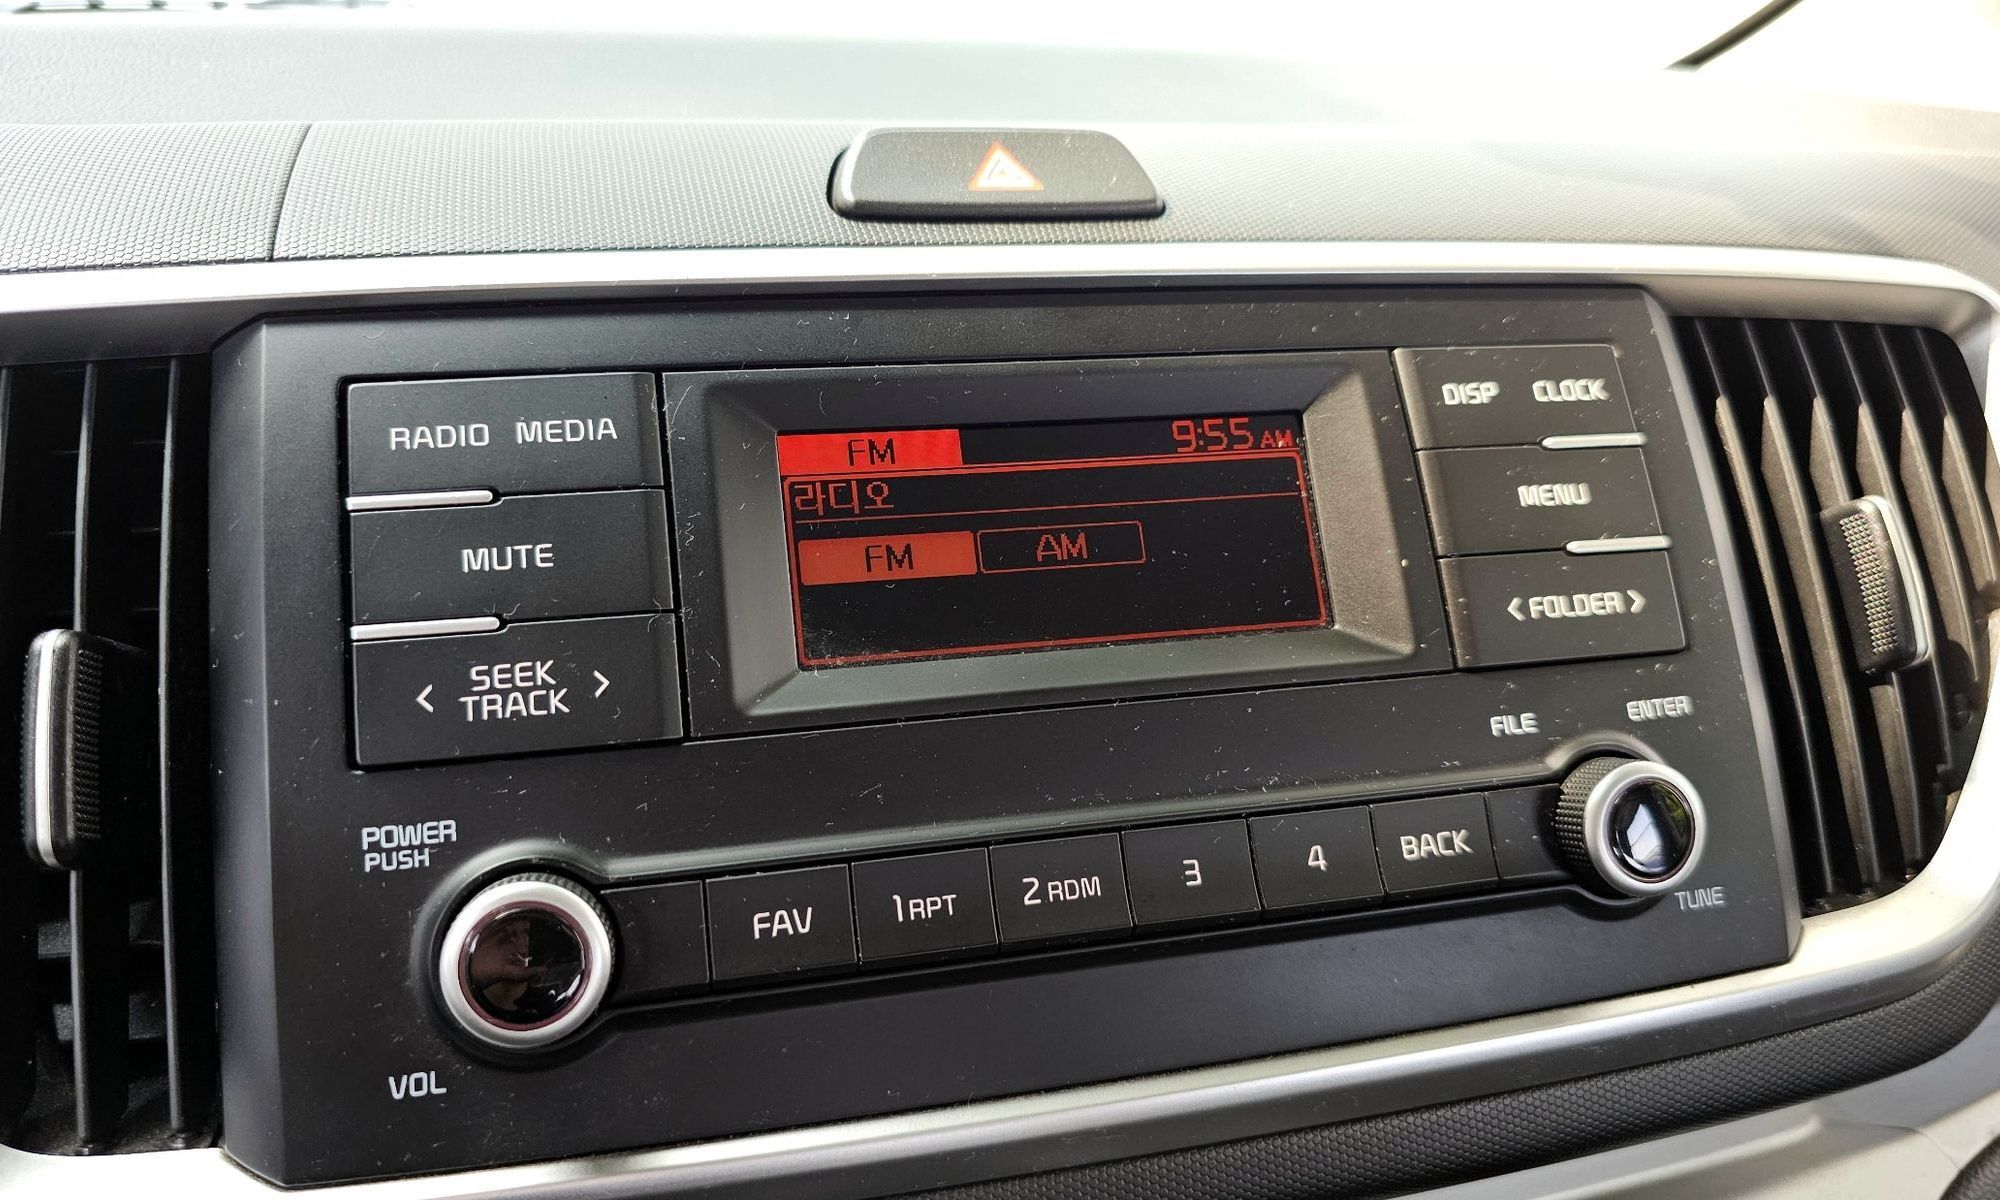 RADIO MEDIA
MUTE
< SEEK TRACK >
FM 9:55 AM
라디오
FM AM
DISP CLOCK
MENU
< FOLDER >
FILE ENTER
POWER
PUSH
VOL
FAV 1 RPT 2 RDM 3 4 BACK
TUNE